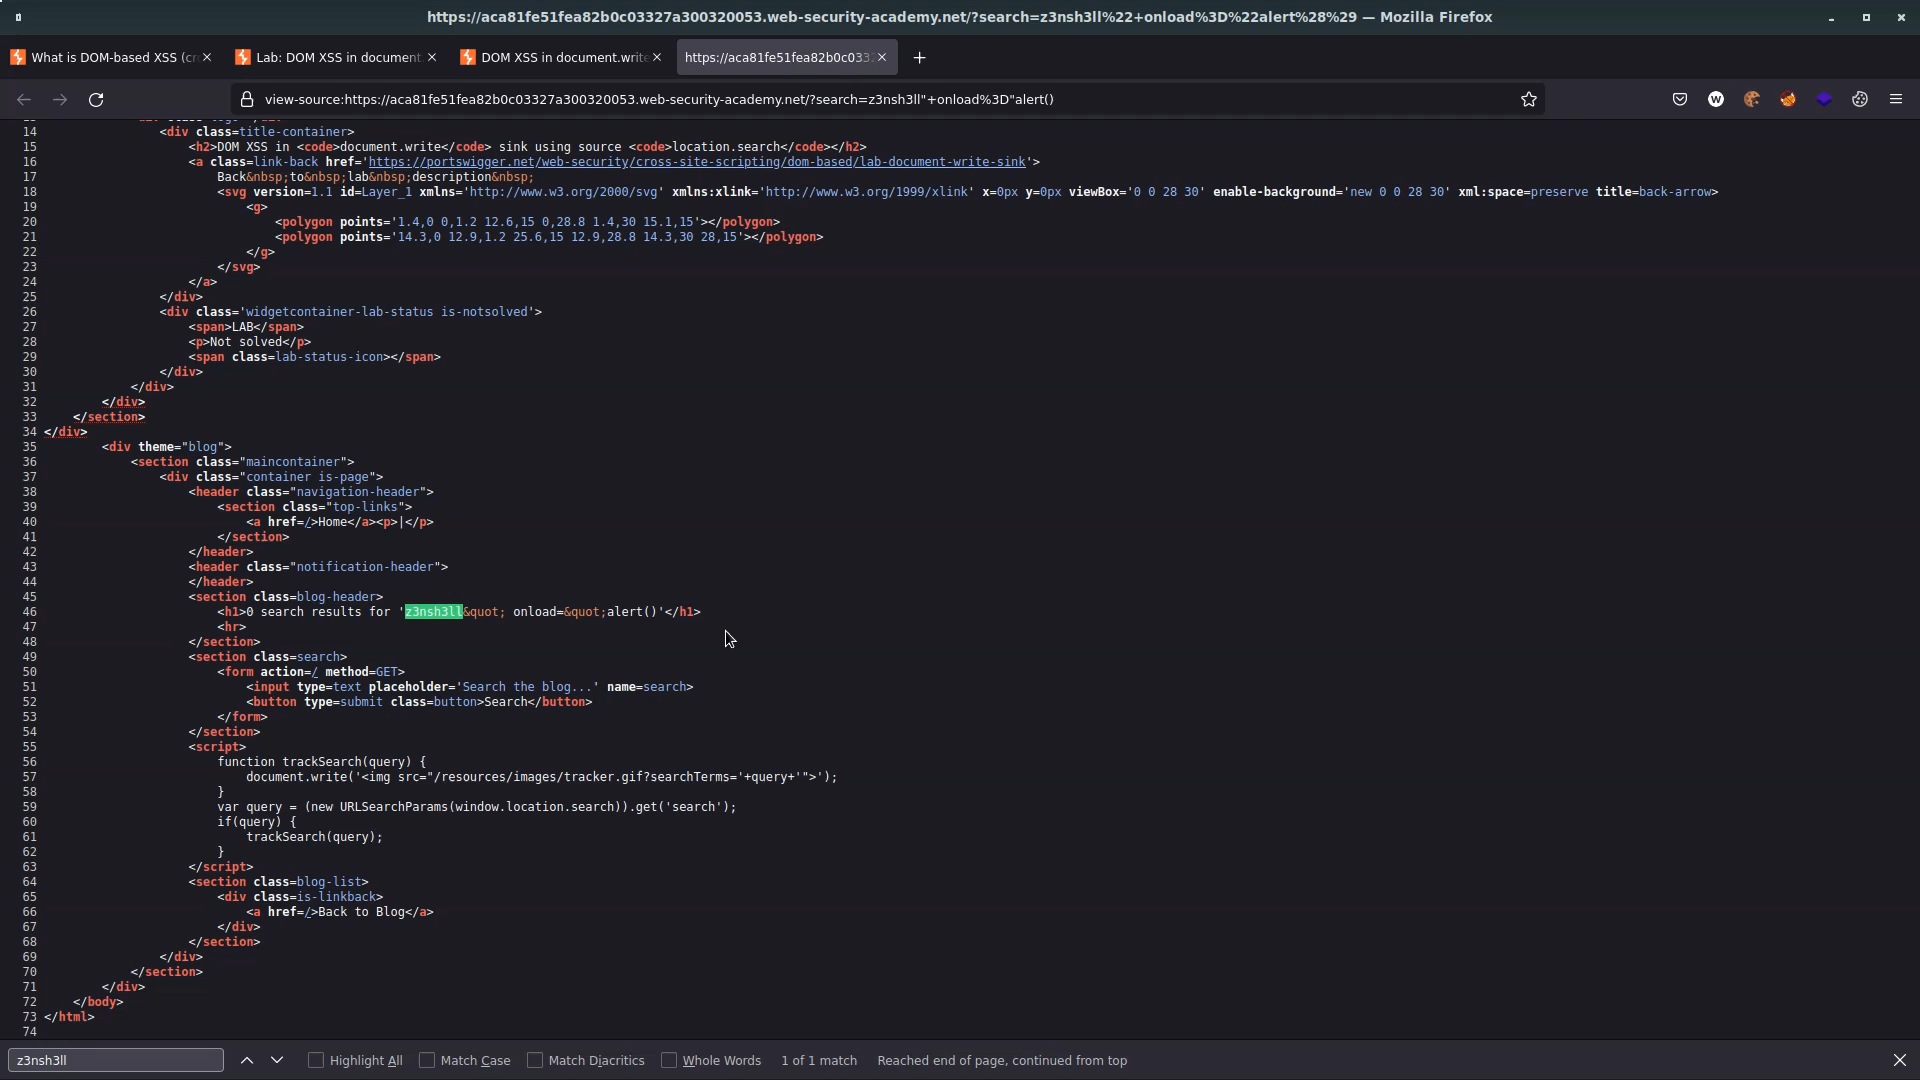 https://aca81fe51fea82b0c03327a300320053.web-security-academy.net/?search=z3nsh3ll%22+onload%3D%22alert%28%29 — Mozilla Firefox
What is DOM-based XSS (cr
Lab: DOM XSS in document.
DOM XSS in document.write
https://aca81fe51fea82b0c033
view-source:https://aca81fe51fea82b0c03327a300320053.web-security-academy.net/?search=z3nsh3ll"+onload%3D"alert()
14 <div class=title-container>
15 <h2>DOM XSS in <code>document.write</code> sink using source <code>location.search</code></h2>
16 <a class=link-back href='https://portswigger.net/web-security/cross-site-scripting/dom-based/lab-document-write-sink'>
17 Back&nbsp;to&nbsp;lab&nbsp;description&nbsp;
18 <svg version=1.1 id=Layer_1 xmlns='http://www.w3.org/2000/svg' xmlns:xlink='http://www.w3.org/1999/xlink' x=0px y=0px viewBox='0 0 28 30' enable-background='new 0 0 28 30' xml:space=preserve title=back-arrow>
19 <g>
20 <polygon points='1.4,0 0,1.2 12.6,15 0,28.8 1.4,30 15.1,15'></polygon>
21 <polygon points='14.3,0 12.9,1.2 25.6,15 12.9,28.8 14.3,30 28,15'></polygon>
22 </g>
23 </svg>
24 </a>
25 </div>
26 <div class='widgetcontainer-lab-status is-notsolved'>
27 <span>LAB</span>
28 <p>Not solved</p>
29 <span class=lab-status-icon></span>
30 </div>
31 </div>
32 </div>
33 </section>
34 </div>
35 <div theme="blog">
36 <section class="maincontainer">
37 <div class="container is-page">
38 <header class="navigation-header">
39 <section class="top-links">
40 <a href=/>Home</a><p>|</p>
41 </section>
42 </header>
43 <header class="notification-header">
44 </header>
45 <section class=blog-header>
46 <h1>0 search results for 'z3nsh3ll&quot; onload=&quot;alert()'</h1>
47 <hr>
48 </section>
49 <section class=search>
50 <form action=/ method=GET>
51 <input type=text placeholder='Search the blog...' name=search>
52 <button type=submit class=button>Search</button>
53 </form>
54 </section>
55 <script>
56 function trackSearch(query) {
57 document.write('<img src="/resources/images/tracker.gif?searchTerms='+query+'">');
58 }
59 var query = (new URLSearchParams(window.location.search)).get('search');
60 if(query) {
61 trackSearch(query);
62 }
63 </script>
64 <section class=blog-list>
65 <div class=is-linkback>
66 <a href=/>Back to Blog</a>
67 </div>
68 </section>
69 </div>
70 </section>
71 </div>
72 </body>
73 </html>
74
z3nsh3ll Highlight All Match Case Match Diacritics Whole Words 1 of 1 match Reached end of page, continued from top